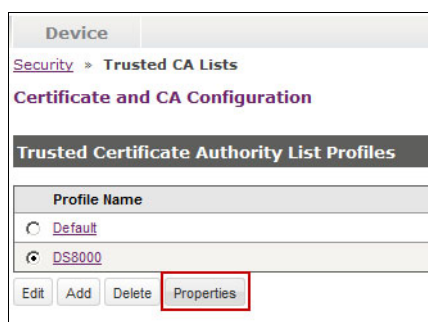 Device
Security » Trusted CA Lists
Certificate and CA Configuration
Trusted Certificate Authority List Profiles
Profile Name
Default
DS8000
Edit Add Delete Properties